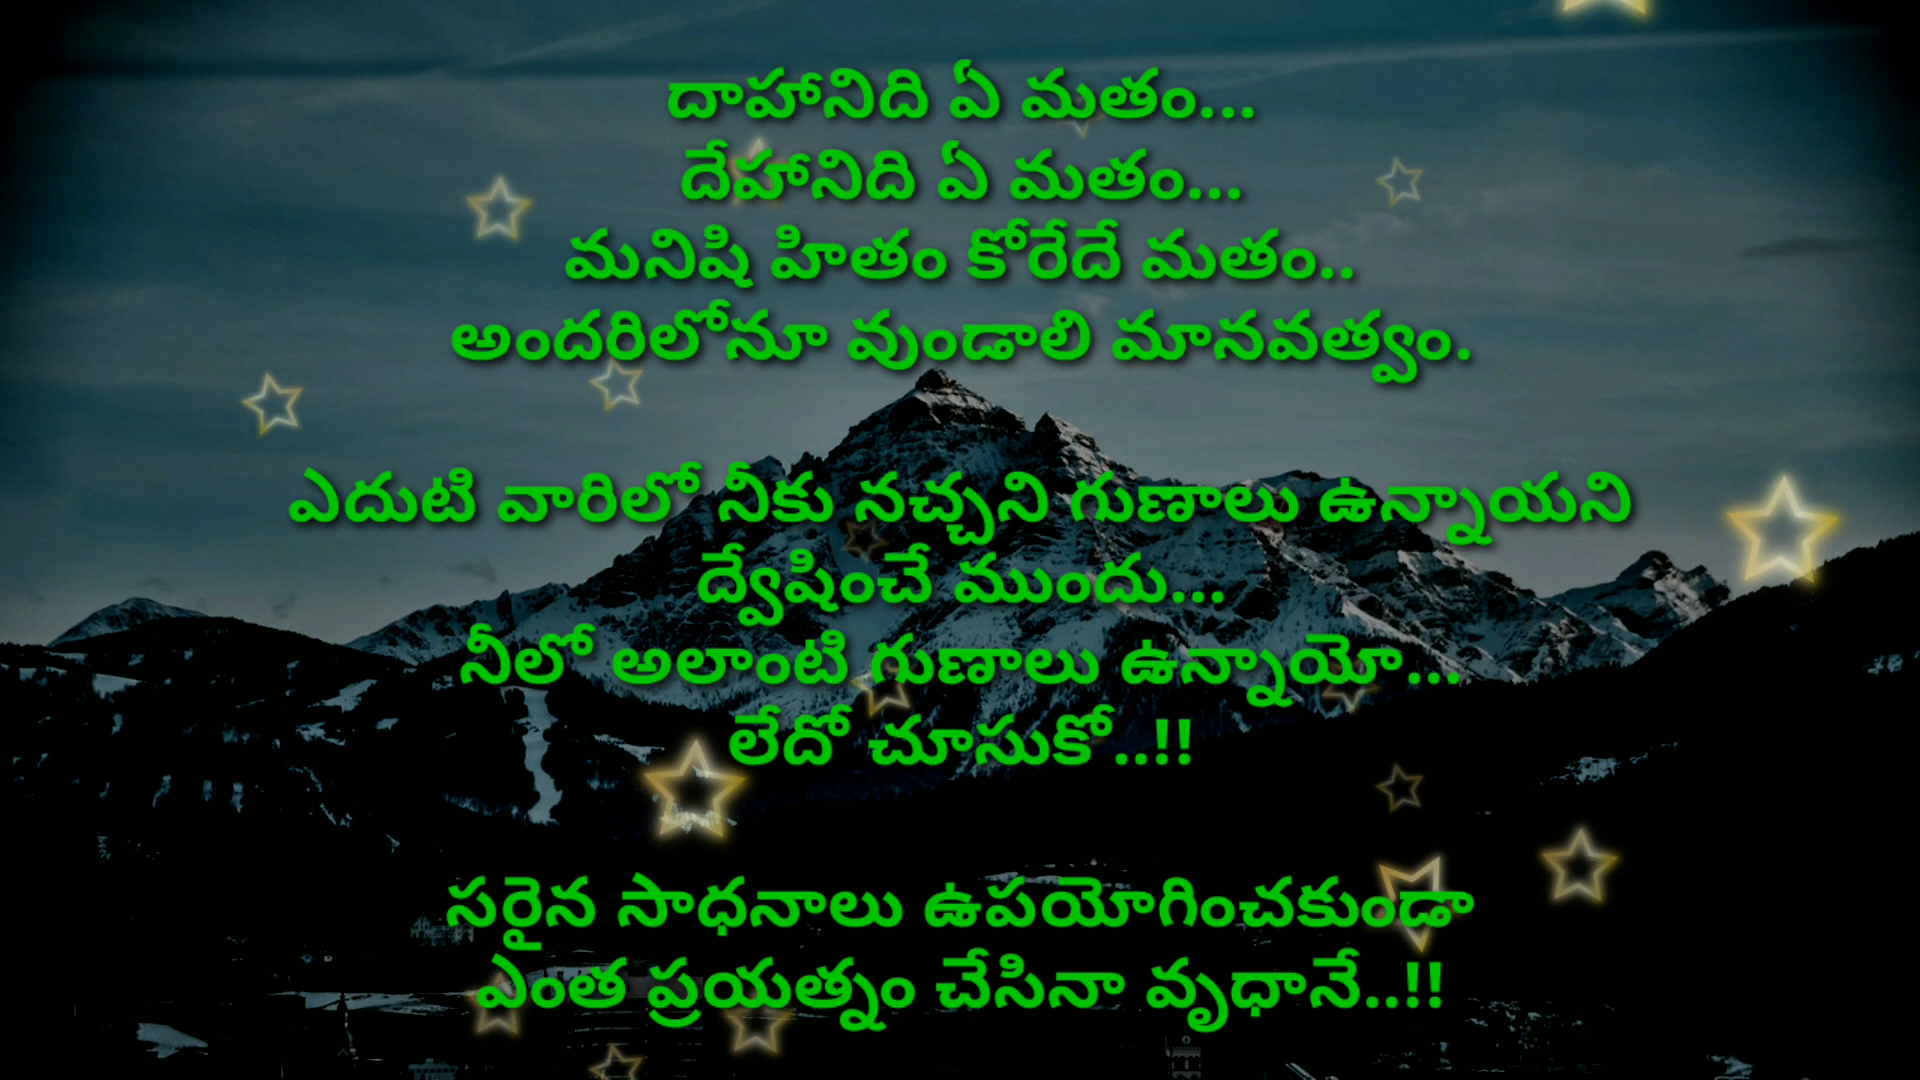 దాహానిది ఏ మతం...
దేహానిది ఏ మతం...
మనిషి హితం కోరేదే మతం..
అందరిలోనూ వుండాలి మానవత్వం.
ఎదుటి వారిలో నీకు నచ్చని గుణాలు ఉన్నాయని
ద్వేషించే ముందు...
నీలో అలాంటి గుణాలు ఉన్నాయో...
లేదో చూసుకో..!!
సరైన సాధనాలు ఉపయోగించకుండా
ఎంత ప్రయత్నం చేసినా వృధానే..!!